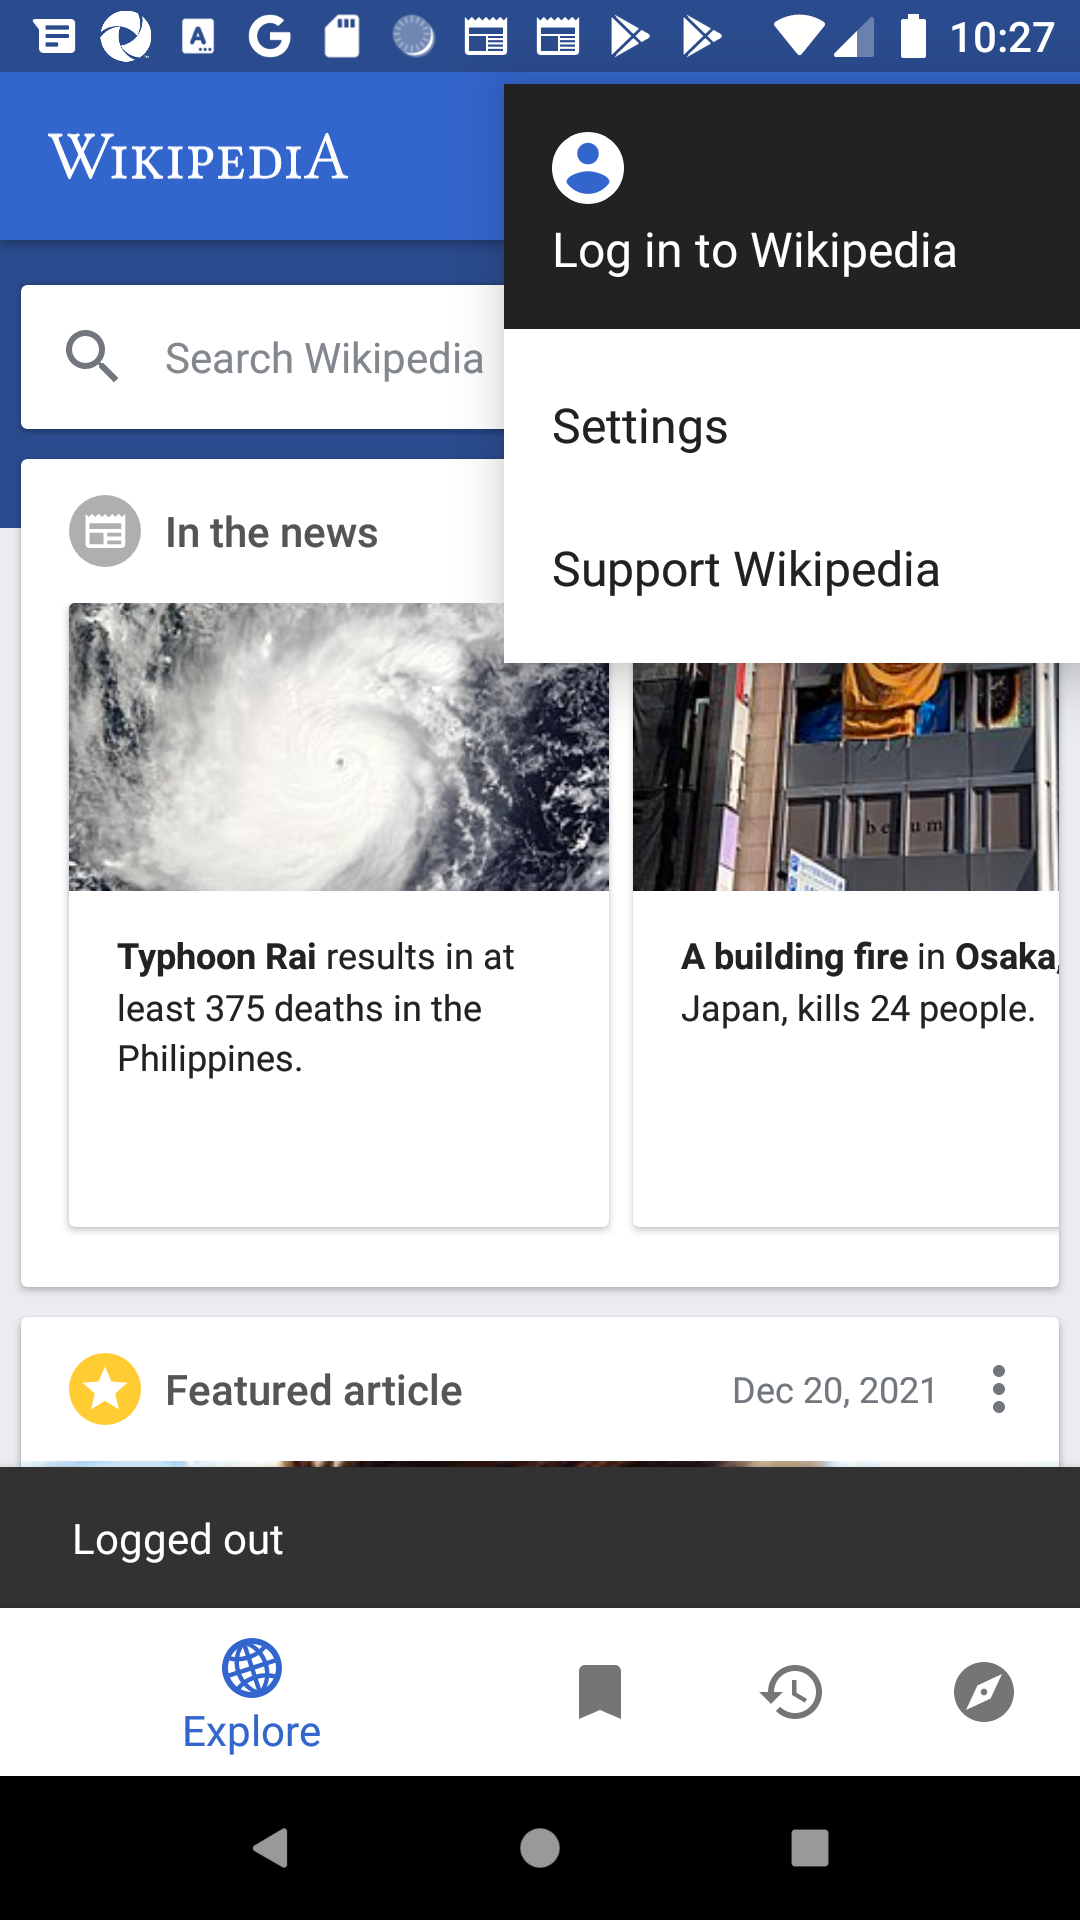 10:27
WIKIPEDIA
Log in to Wikipedia
Search Wikipedia
Settings
Support Wikipedia
In the news
Typhoon Rai results in at
least 375 deaths in the
Philippines.
A building fire in Osaka,
Japan, kills 24 people.
Featured article
Dec 20, 2021
Logged out
Explore